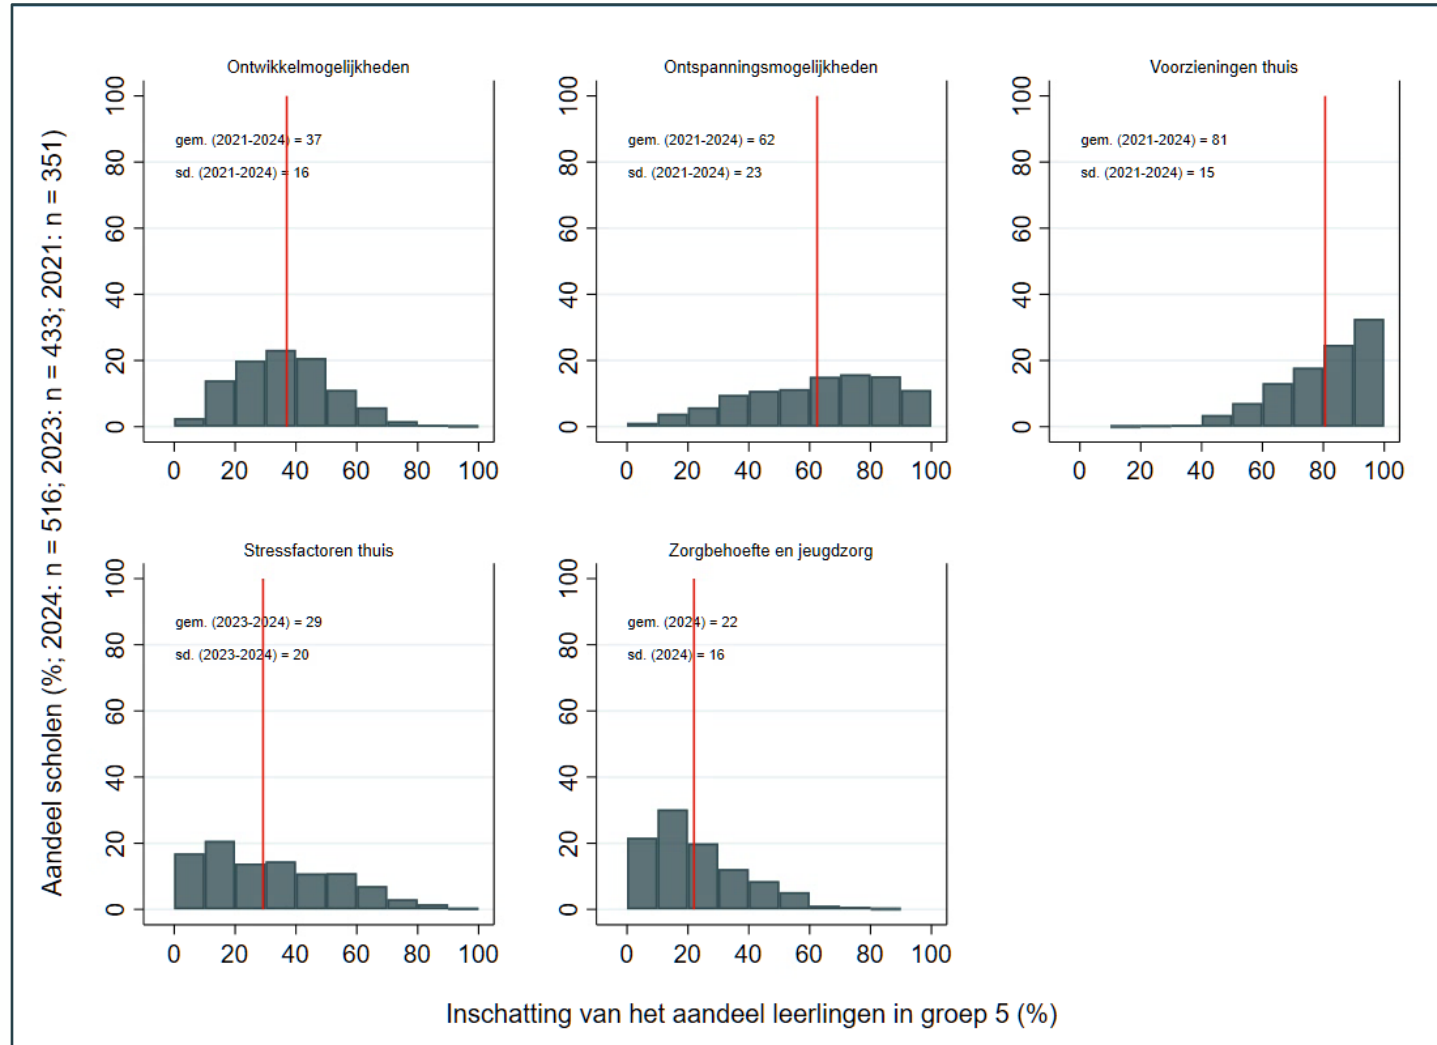 Aandeel scholen (%; 2024: n = 516; 2023: n = 433; 2021: n = 351)
Ontwikkelmogelijkheden
100
80
60
40
20
0
gem. (2021-2024) = 37
sd. (2021-2024) = 16
0 20 40 60 80 100
Ontspanningsmogelijkheden
100
80
60
40
20
0
gem. (2021-2024) = 62
sd. (2021-2024) = 23
0 20 40 60 80 100
Voorzieningen thuis
100
80
60
40
20
0
gem. (2021-2024) = 81
sd. (2021-2024) = 15
0 20 40 60 80 100
Stressfactoren thuis
100
80
60
40
20
0
gem. (2023-2024) = 29
sd. (2023-2024) = 20
0 20 40 60 80 100
Zorgbehoefte en jeugdzorg
100
80
60
40
20
0
gem. (2024) = 22
sd. (2024) = 16
0 20 40 60 80 100
Inschatting van het aandeel leerlingen in groep 5 (%)